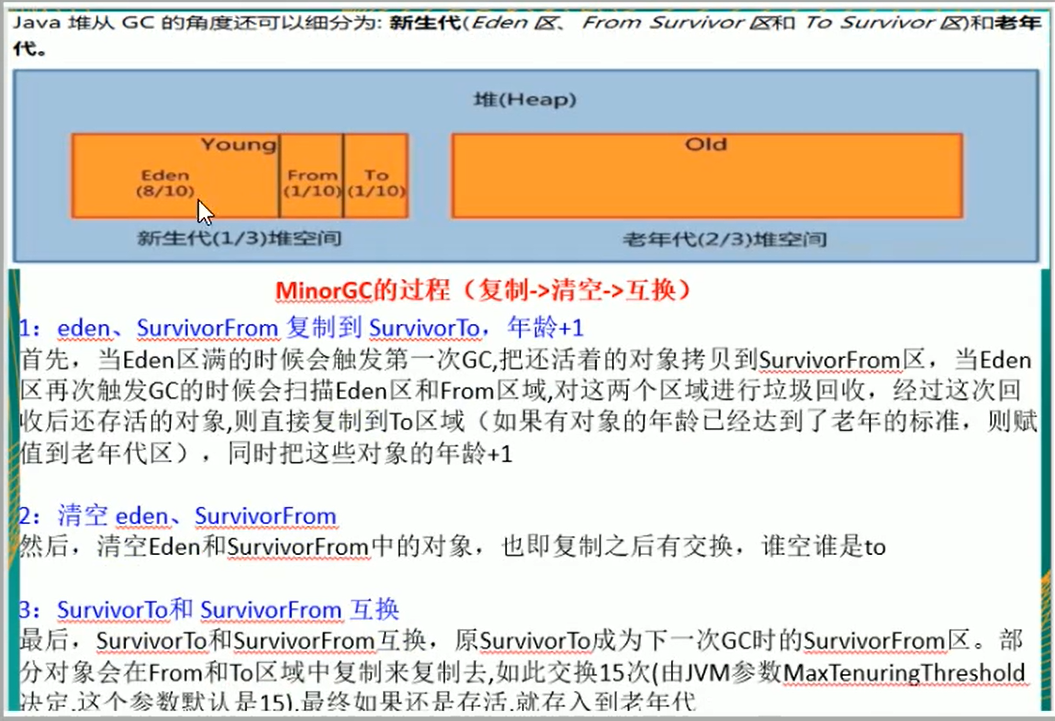 Java 堆从 GC 的角度还可以细分为: 新生代(Eden 区、From Survivor 区和 To Survivor 区)和老年
代。
堆(Heap)
Young
Old
Eden
(8/10)
From
(1/10)
To
(1/10)
新生代(1/3)堆空间
老年代(2/3)堆空间
MinorGC的过程（复制->清空->互换）
1：eden、SurvivorFrom 复制到 SurvivorTo，年龄+1
首先，当Eden区满的时候会触发第一次GC,把还活着的对象拷贝到SurvivorFrom区，当Eden
区再次触发GC的时候会扫描Eden区和From区域,对这两个区域进行垃圾回收，经过这次回
收后还存活的对象,则直接复制到To区域（如果有对象的年龄已经达到了老年的标准，则赋
值到老年代区），同时把这些对象的年龄+1
2：清空 eden、SurvivorFrom
然后，清空Eden和SurvivorFrom中的对象，也即复制之后有交换，谁空谁是to
3：SurvivorTo和 SurvivorFrom 互换
最后，SurvivorTo和SurvivorFrom互换，原SurvivorTo成为下一次GC时的SurvivorFrom区。部
分对象会在From和To区域中复制来复制去,如此交换15次(由JVM参数MaxTenuringThreshold
决定,这个参数默认是15),最终如果还是存活,就存入到老年代